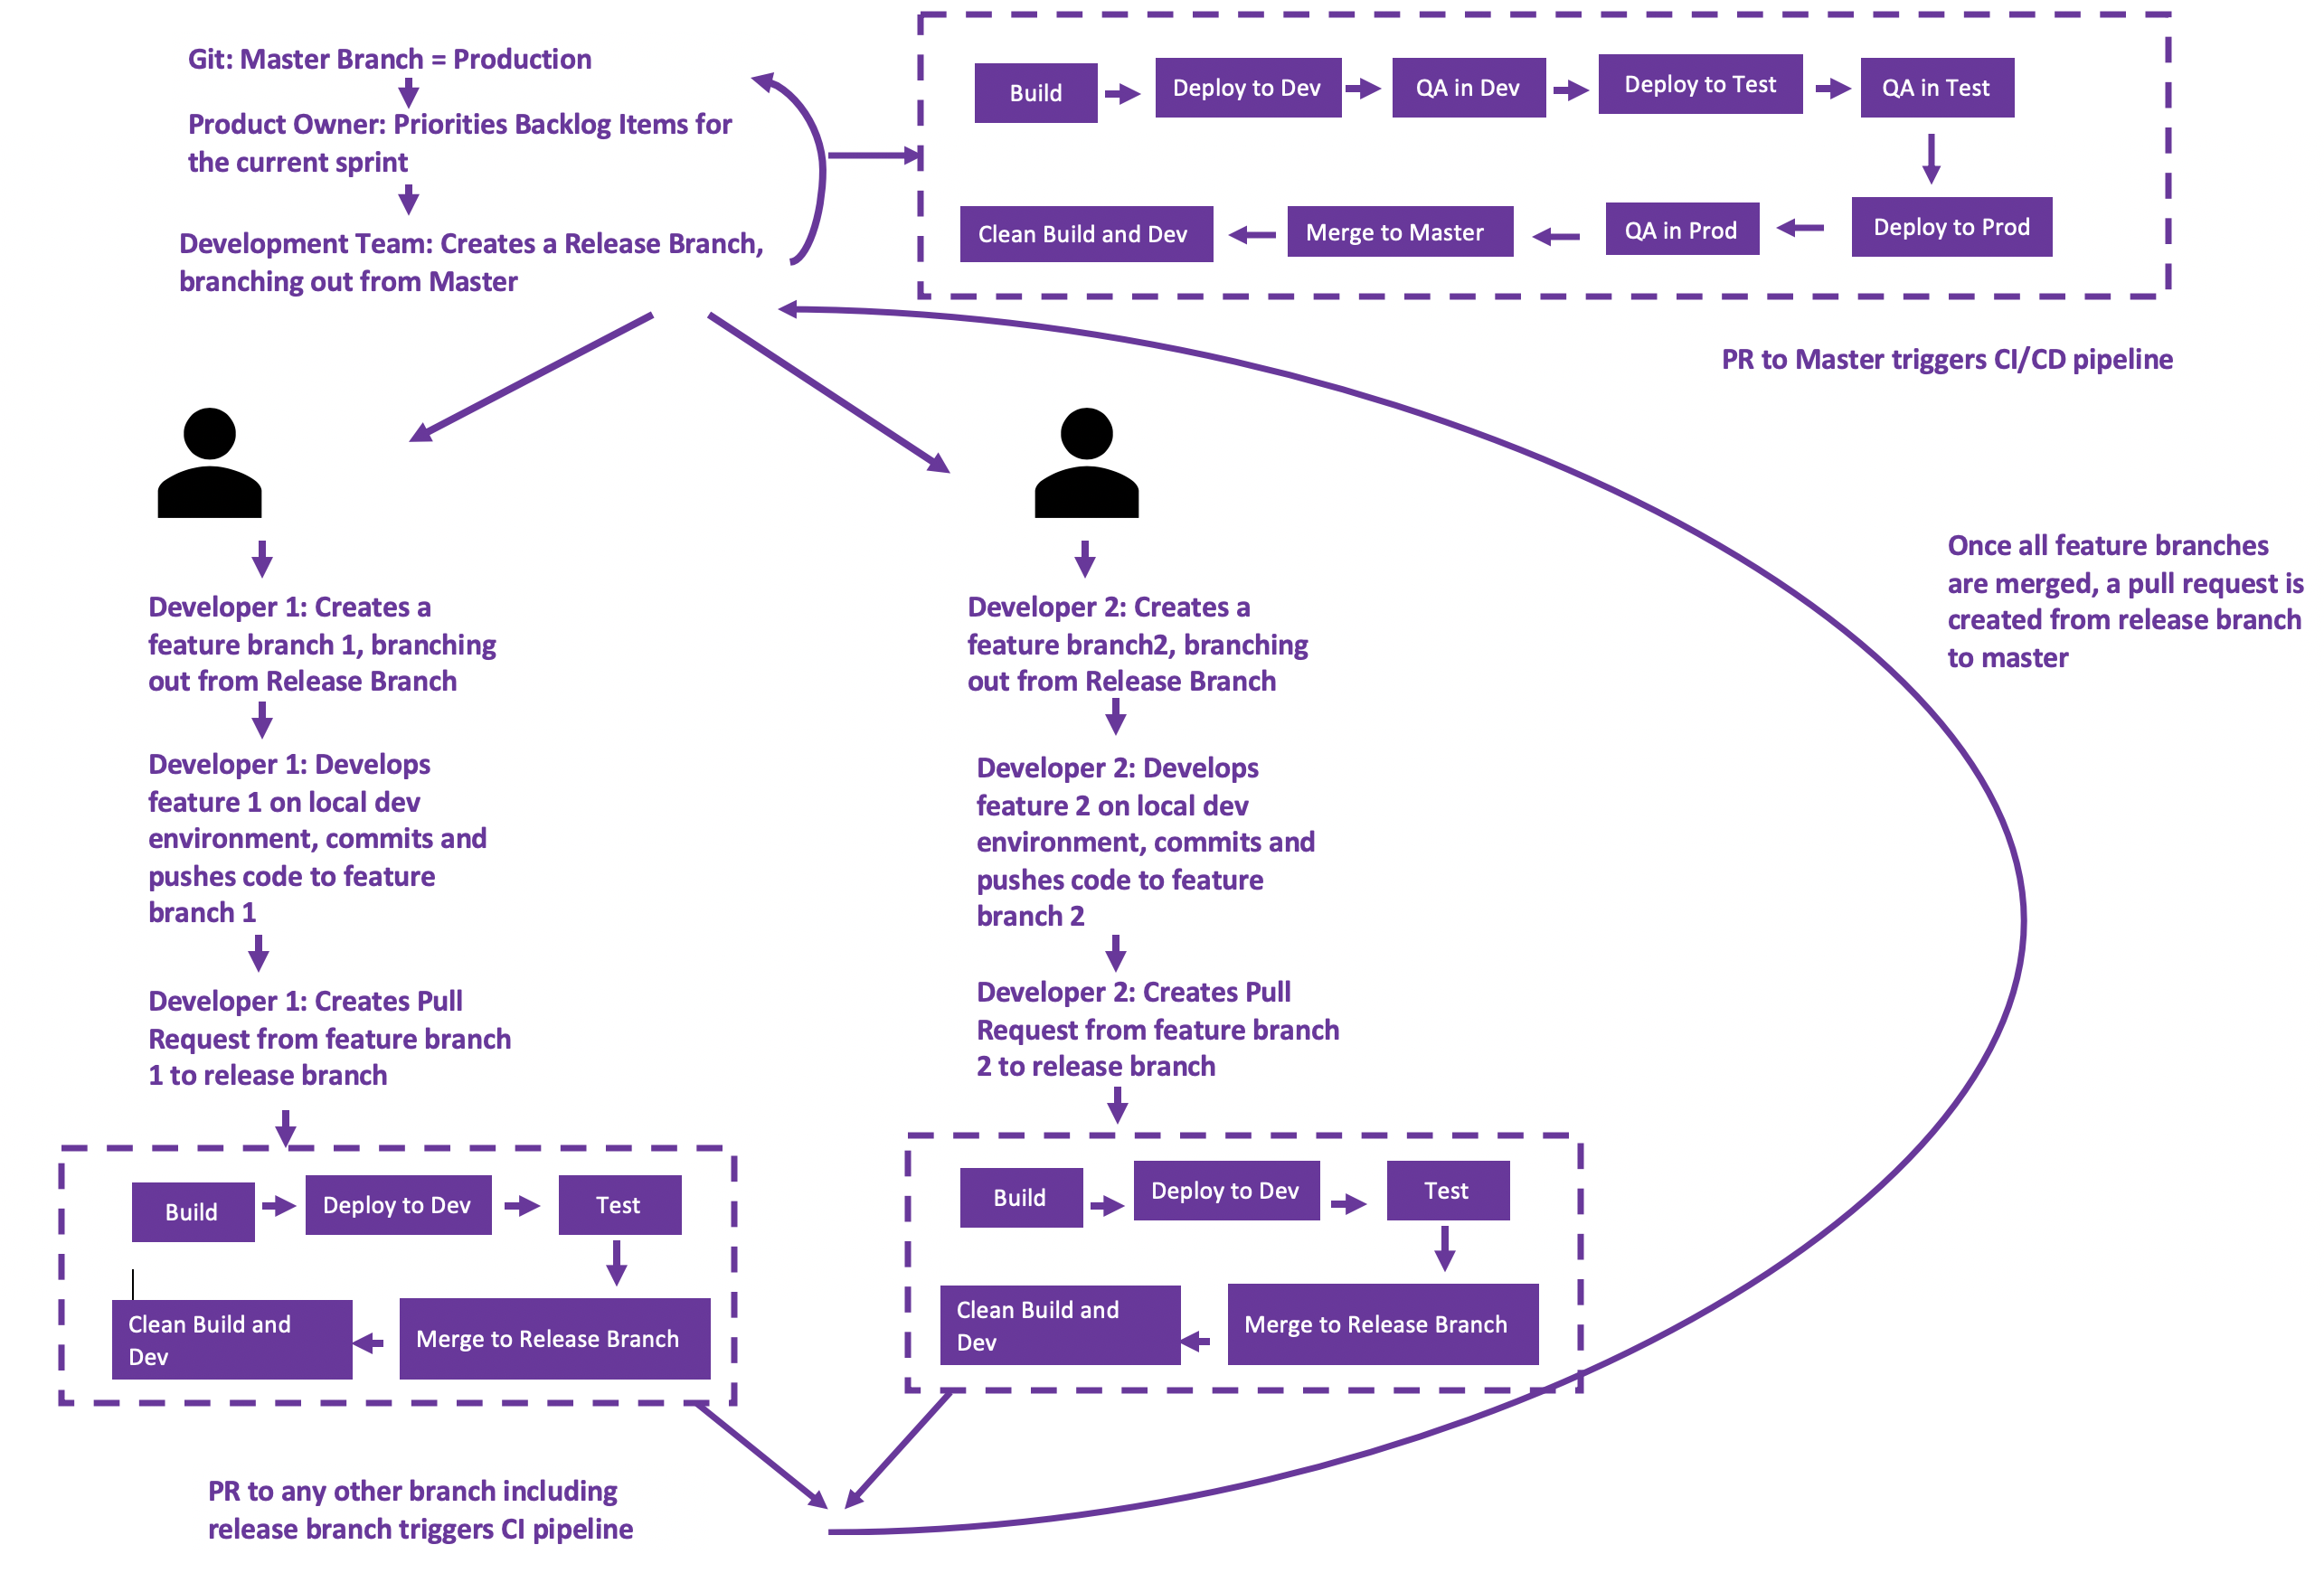 Git: Master Branch = Production
Product Owner: Priorities Backlog Items for
the current sprint
Development Team: Creates a Release Branch,
branching out from Master
Build
Deploy to Dev
QA in Dev
Deploy to Test
QA in Test
Clean Build and Dev
Merge to Master
QA in Prod
Deploy to Prod
PR to Master triggers CI/CD pipeline
Once all feature branches
are merged, a pull request is
created from release branch
to master
Developer 1: Creates a
feature branch 1, branching
out from Release Branch
Developer 1: Develops
feature 1 on local dev
environment, commits and
pushes code to feature
branch 1
Developer 1: Creates Pull
Request from feature branch
1 to release branch
Build
Deploy to Dev
Test
Clean Build and
Dev
Merge to Release Branch
Developer 2: Creates a
feature branch2, branching
out from Release Branch
Developer 2: Develops
feature 2 on local dev
environment, commits and
pushes code to feature
branch 2
Developer 2: Creates Pull
Request from feature branch
2 to release branch
Build
Deploy to Dev
Test
Clean Build and
Dev
Merge to Release Branch
PR to any other branch including
release branch triggers CI pipeline